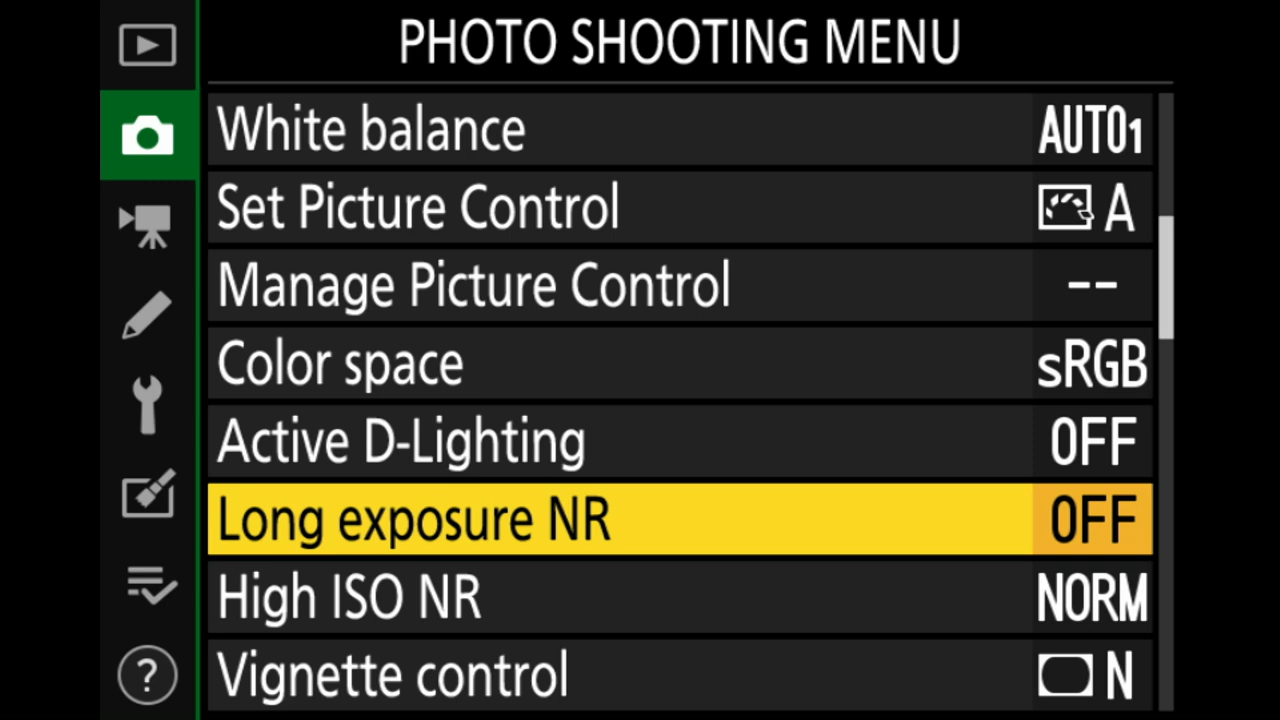 PHOTO SHOOTING MENU
White balance AUTO1
Set Picture Control A
Manage Picture Control --
Color space sRGB
Active D-Lighting OFF
Long exposure NR OFF
High ISO NR NORM
Vignette control N
?